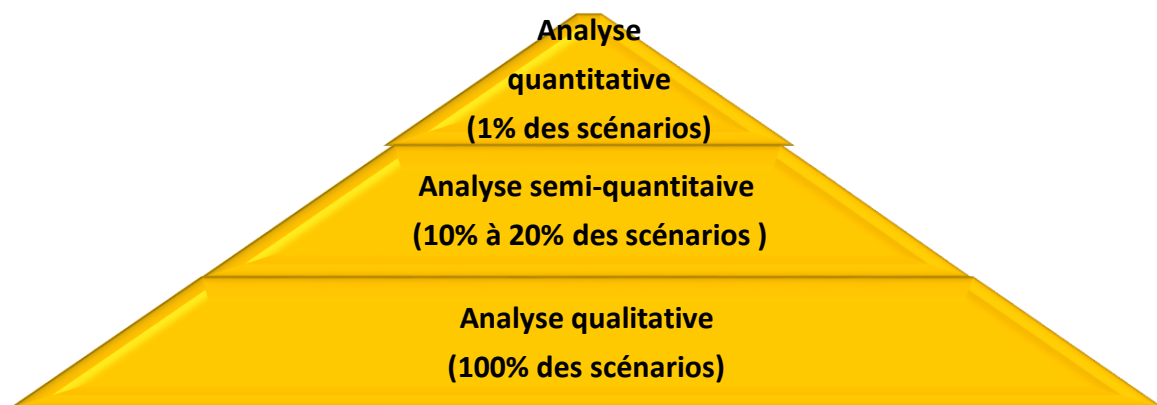 Analyse
quantitative
(1% des scénarios)
Analyse semi-quantitaive
(10% à 20% des scénarios )
Analyse qualitative
(100% des scénarios)